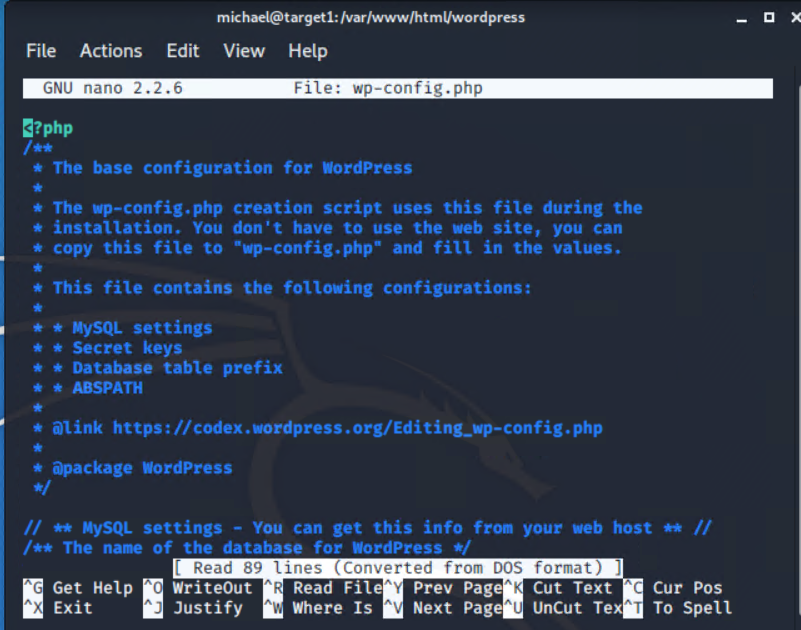 michael@target1:/var/www/html/wordpress
File Actions Edit View Help
GNU nano 2.2.6 File: wp-config.php
<?php
/**
 * The base configuration for WordPress
 *
 * The wp-config.php creation script uses this file during the
 * installation. You don't have to use the web site, you can
 * copy this file to "wp-config.php" and fill in the values.
 *
 * This file contains the following configurations:
 *
 * * MySQL settings
 * * Secret keys
 * * Database table prefix
 * * ABSPATH
 *
 * @link https://codex.wordpress.org/Editing_wp-config.php
 *
 * @package WordPress
 */
// ** MySQL settings - You can get this info from your web host ** //
/** The name of the database for WordPress */
[ Read 89 lines (Converted from DOS format) ]
^G Get Help ^O WriteOut ^R Read File ^Y Prev Page ^K Cut Text ^C Cur Pos
^X Exit ^J Justify ^W Where Is ^V Next Page ^U UnCut Tex ^T To Spell